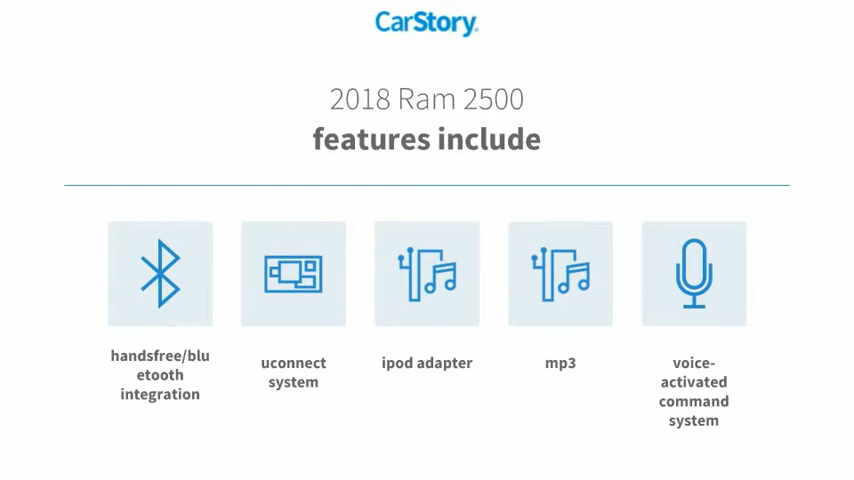 CarStory
2018 Ram 2500
features include
handsfree/blu
etooth
integration
uconnect
system
ipod adapter
mp3
voice-
activated
command
system